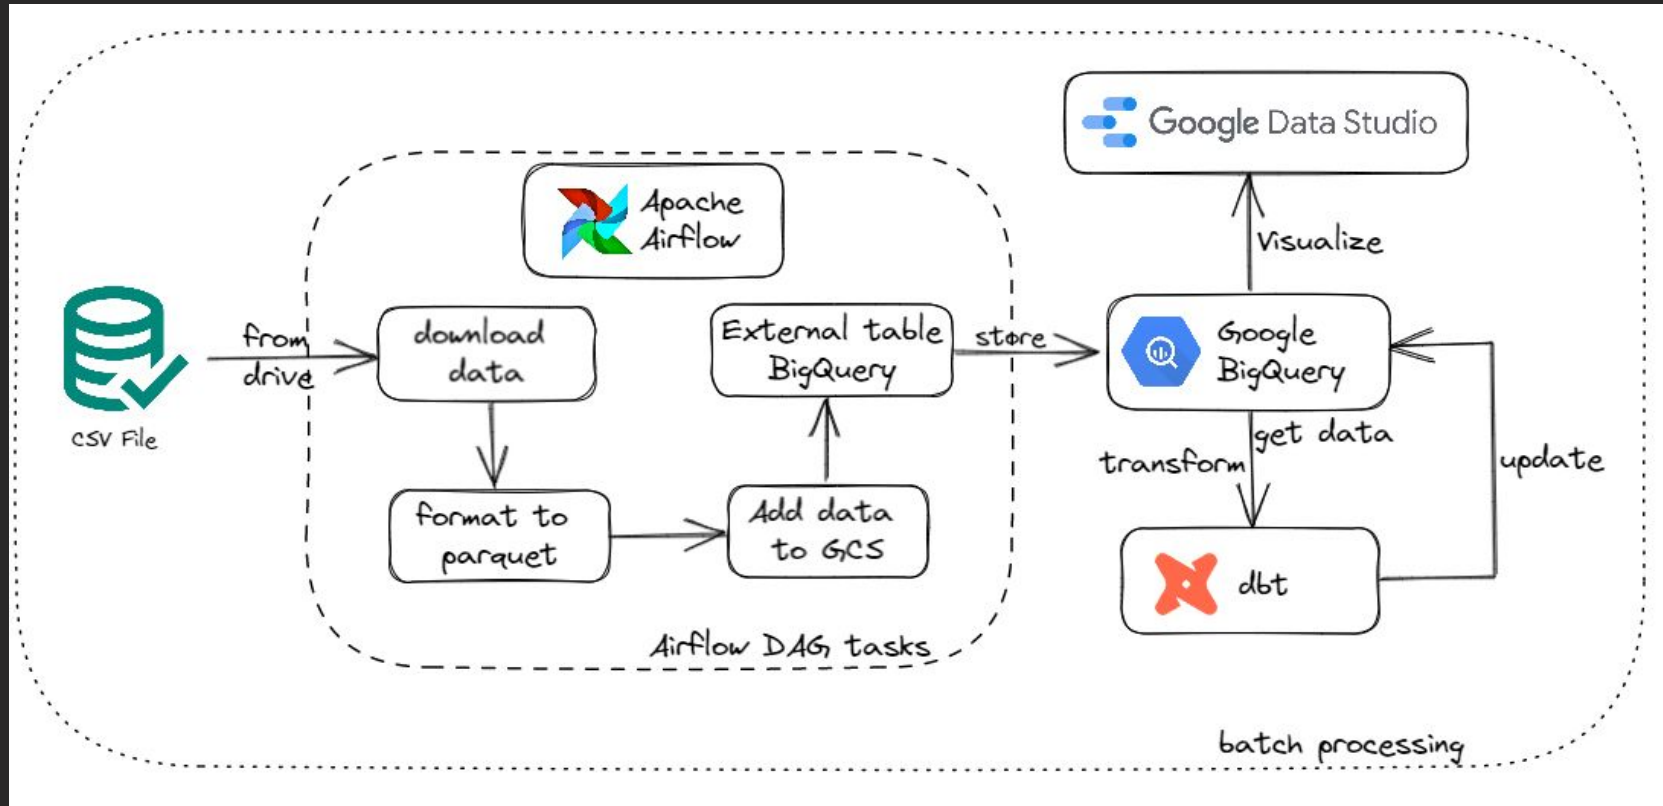 Google Data Studio
Apache
Airflow
Visualize
from
drive
download
data
External table
BigQuery
store
Google
BigQuery
CSV File
get data
transform
update
format to
parquet
Add data
to GCS
dbt
Airflow DAG tasks
batch processing